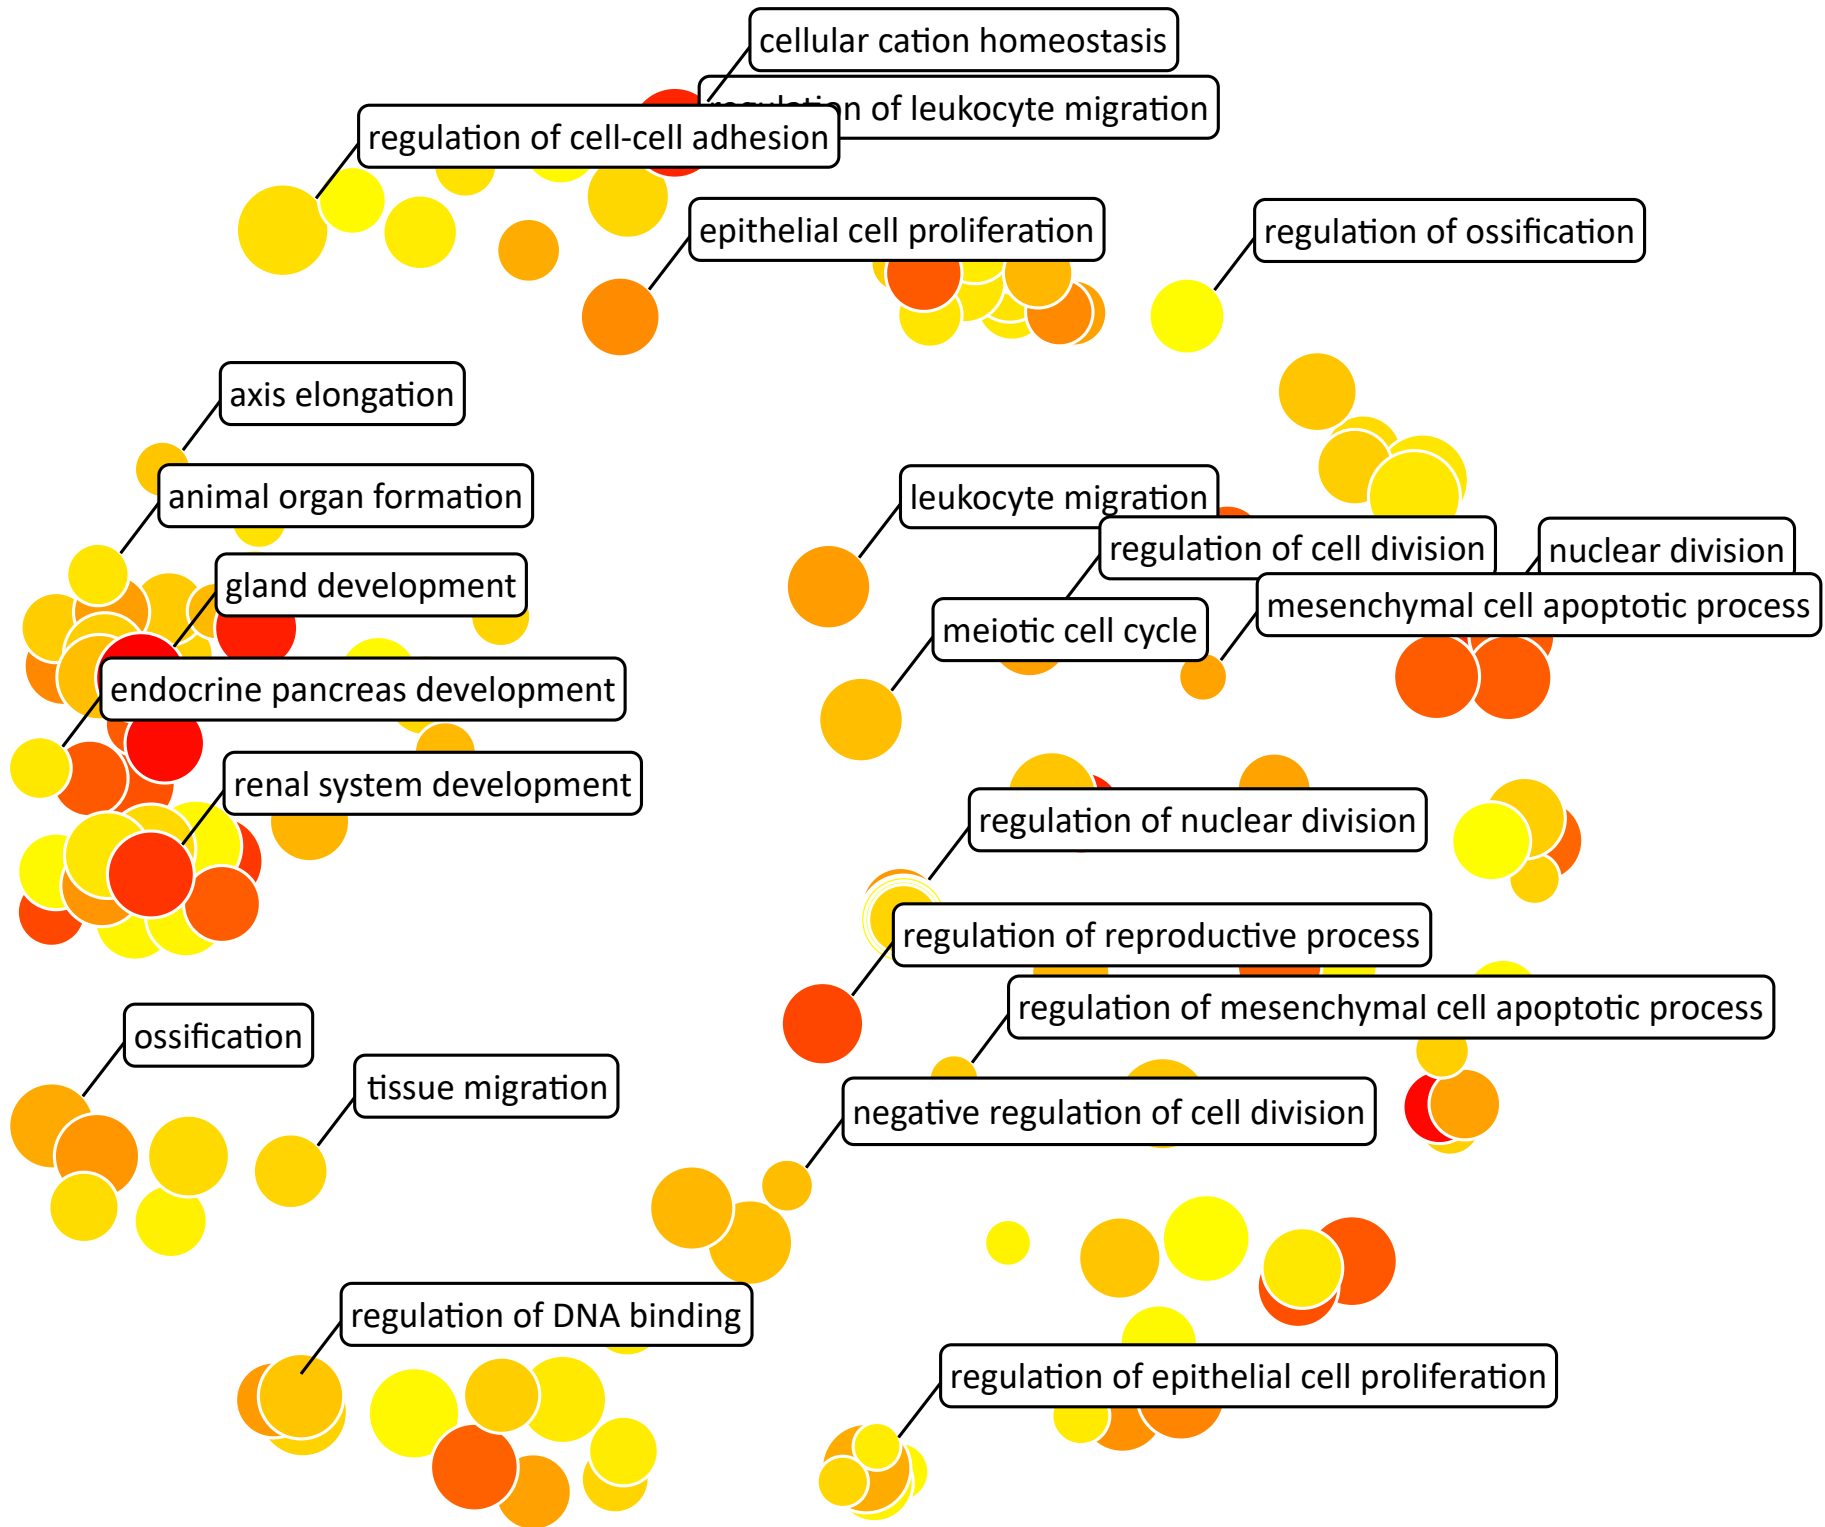 cellular cation homeostasis
regulation of leukocyte migration
regulation of cell-cell adhesion
epithelial cell proliferation
regulation of ossification
axis elongation
animal organ formation
leukocyte migration
regulation of cell division
nuclear division
gland development
mesenchymal cell apoptotic process
meiotic cell cycle
endocrine pancreas development
renal system development
regulation of nuclear division
regulation of reproductive process
regulation of mesenchymal cell apoptotic process
ossification
tissue migration
negative regulation of cell division
regulation of DNA binding
regulation of epithelial cell proliferation